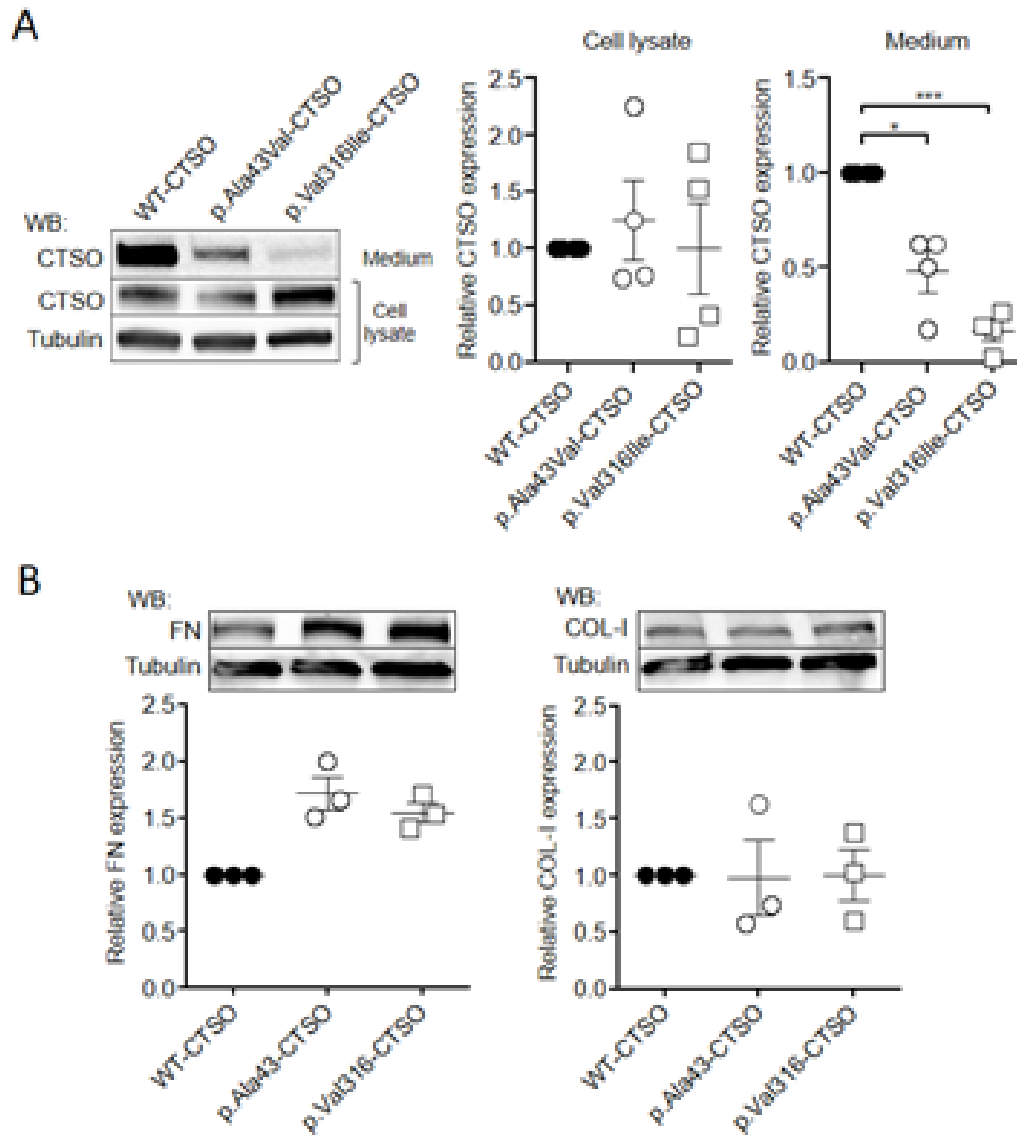 A
WT-CTSO
p.Ala43Val-CTSO
p.Val316Ile-CTSO
WB:
CTSO
Medium
CTSO
Cell
lysate
Tubulin
Cell lysate
Relative CTSO expression
2.5
2.0
1.5
1.0
0.5
0.0
WT-CTSO
p.Ala43Val-CTSO
p.Val316Ile-CTSO
Medium
Relative CTSO expression
1.5
1.0
0.5
0.0
***
*
WT-CTSO
p.Ala43Val-CTSO
p.Val316Ile-CTSO
B
WB:
FN
Tubulin
Relative FN expression
2.5
2.0
1.5
1.0
0.5
0.0
WT-CTSO
p.Ala43-CTSO
p.Val316-CTSO
WB:
COL-I
Tubulin
Relative COL-I expression
2.5
2.0
1.5
1.0
0.5
0.0
WT-CTSO
p.Ala43-CTSO
p.Val316-CTSO